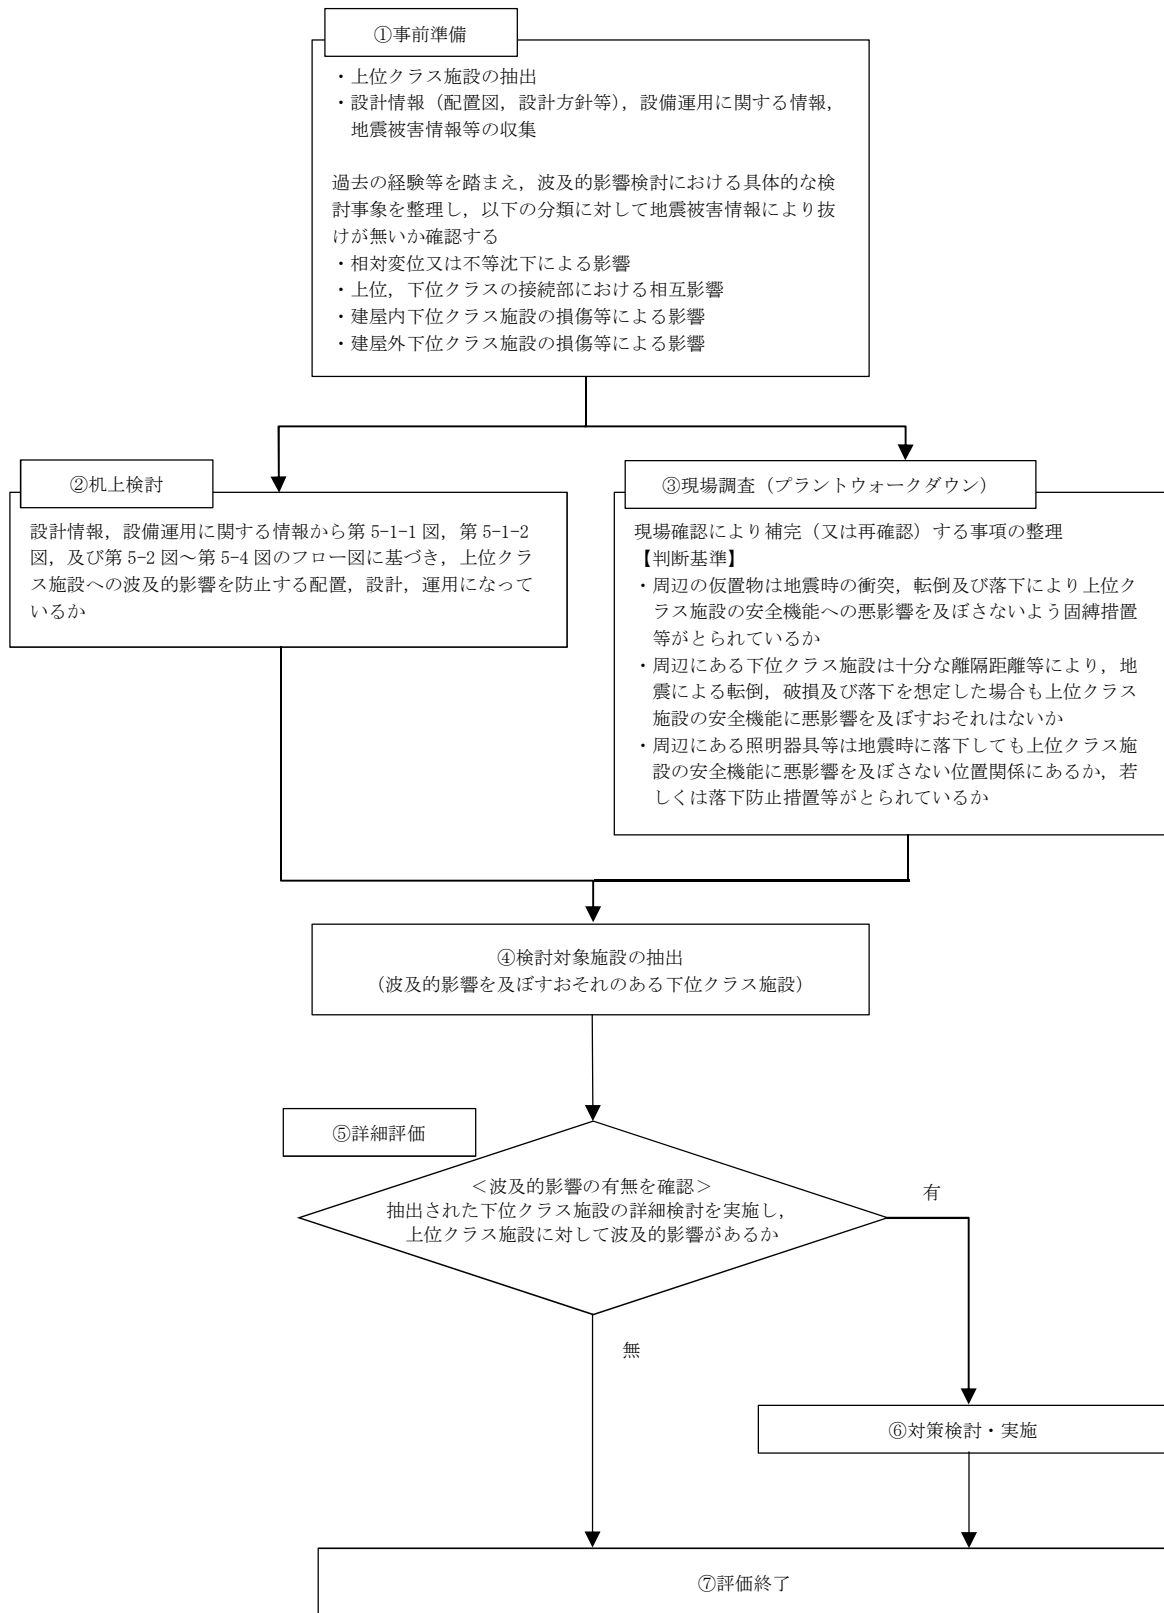 ①事前準備
・上位クラス施設の抽出
・設計情報（配置図，設計方針等），設備運用に関する情報，
地震被害情報等の収集
過去の経験等を踏まえ，波及的影響検討における具体的な検
討事象を整理し，以下の分類に対して地震被害情報により抜
けが無いか確認する
・相対変位又は不等沈下による影響
・上位，下位クラスの接続部における相互影響
・建屋内下位クラス施設の損傷等による影響
・建屋外下位クラス施設の損傷等による影響
②机上検討
設計情報，設備運用に関する情報から第 5-1-1 図，第 5-1-2
図，及び第 5-2 図～第 5-4 図のフロー図に基づき，上位クラ
ス施設への波及的影響を防止する配置，設計，運用になって
いるか
③現場調査（プラントウォークダウン）
現場確認により補完（又は再確認）する事項の整理
【判断基準】
・周辺の仮置物は地震時の衝突，転倒及び落下により上位ク
ラス施設の安全機能への悪影響を及ぼさないよう固縛措置
等がとられているか
・周辺にある下位クラス施設は十分な離隔距離等により，地
震による転倒，破損及び落下を想定した場合も上位クラス
施設の安全機能に悪影響を及ぼすおそれはないか
・周辺にある照明器具等は地震時に落下しても上位クラス施
設の安全機能に悪影響を及ぼさない位置関係にあるか，若
しくは落下防止措置等がとられているか
④検討対象施設の抽出
（波及的影響を及ぼすおそれのある下位クラス施設）
⑤詳細評価
＜波及的影響の有無を確認＞
抽出された下位クラス施設の詳細検討を実施し，
上位クラス施設に対して波及的影響があるか
有
無
⑥対策検討・実施
⑦評価終了